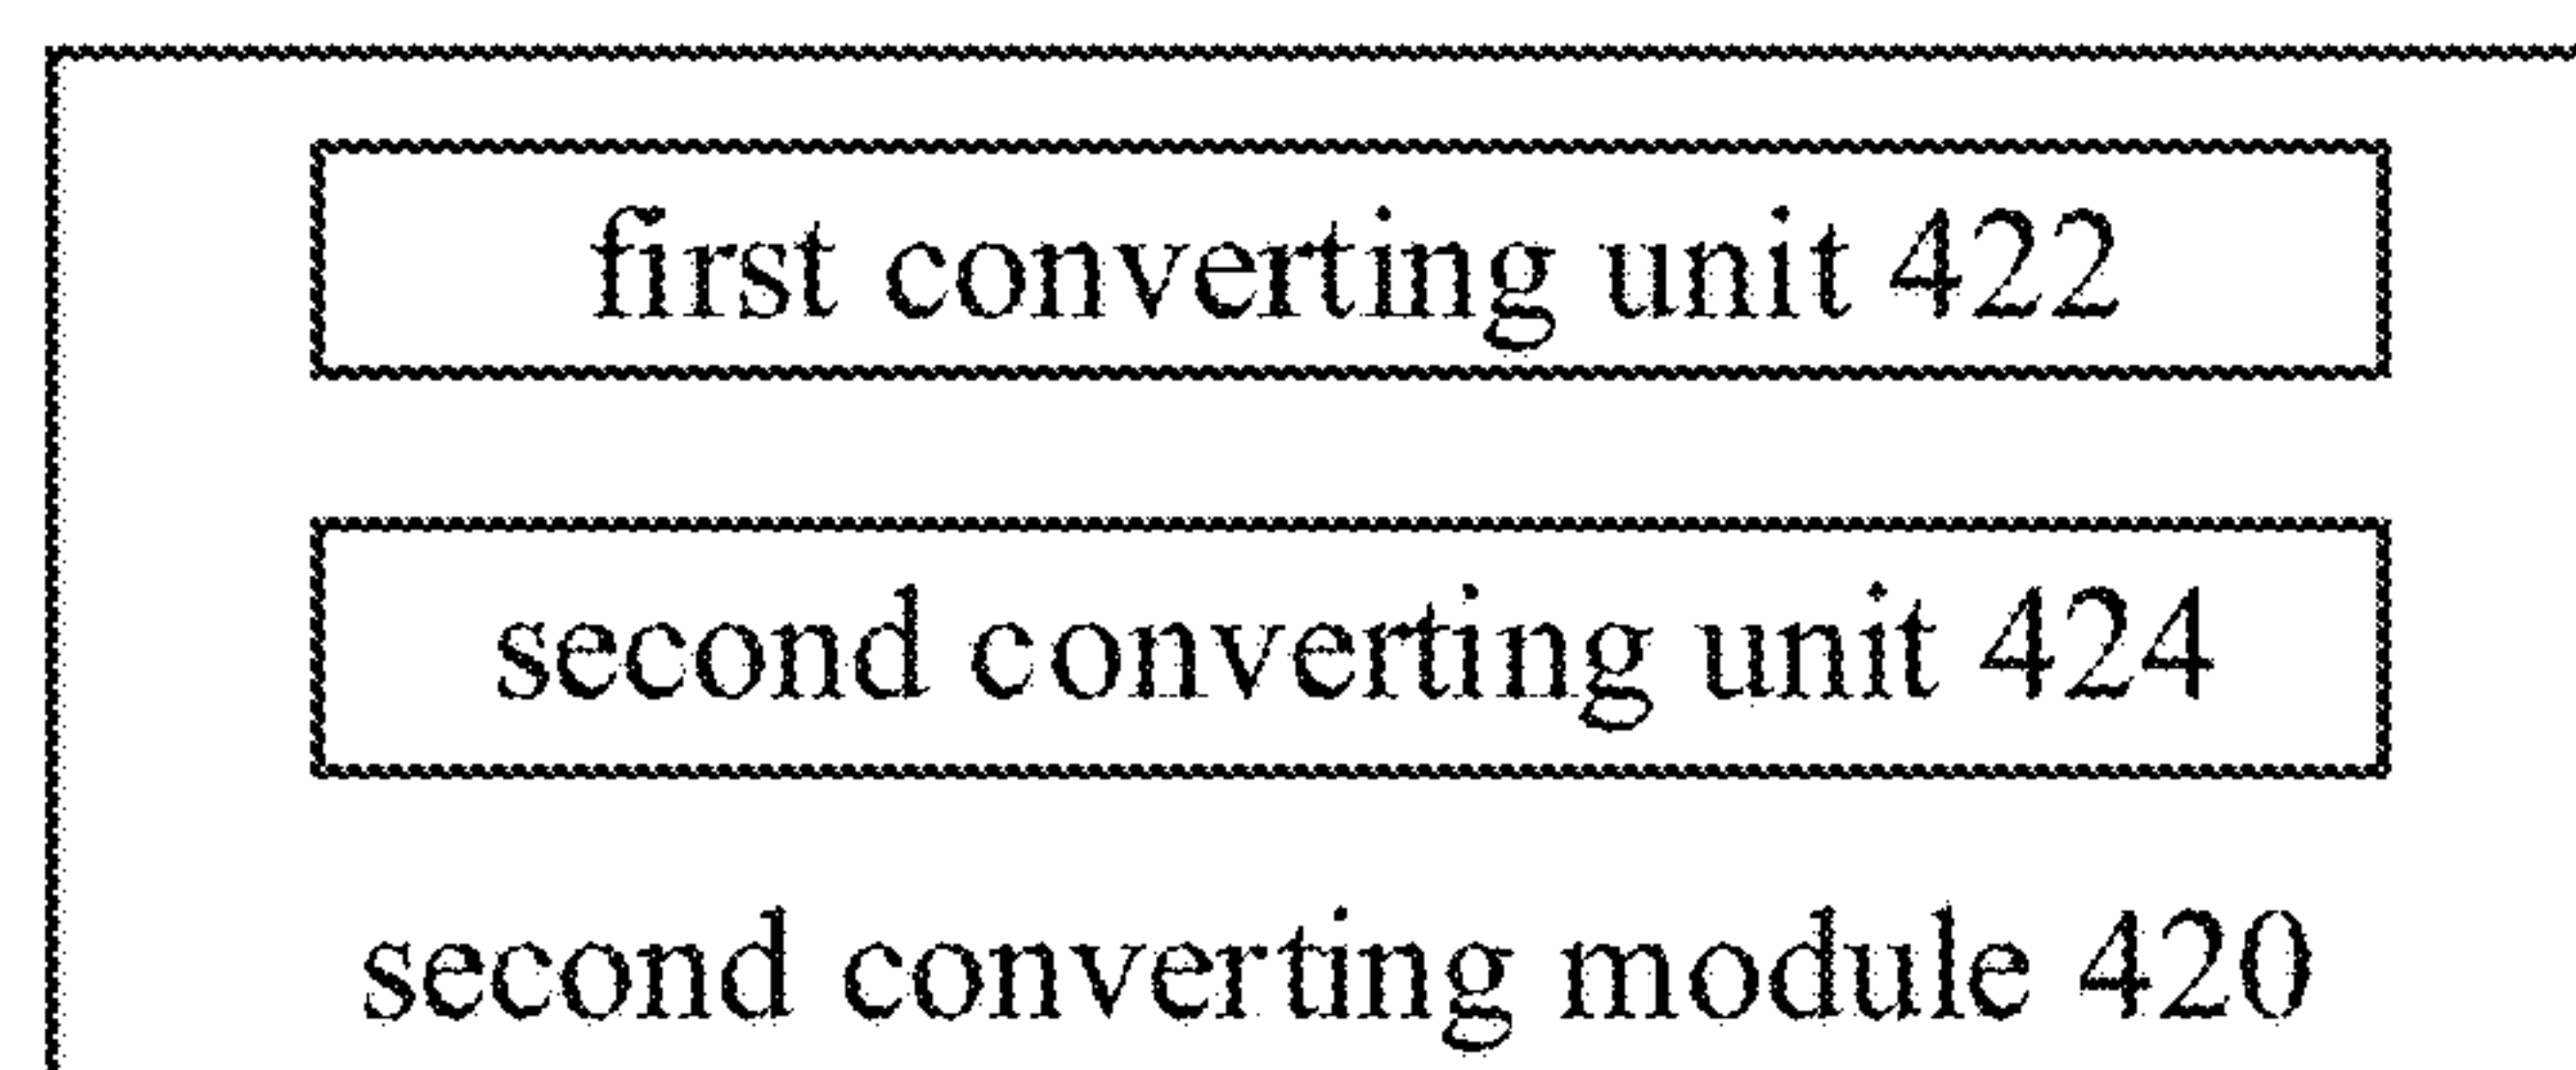 first converting unit 422
second converting unit 424
second converting module 420